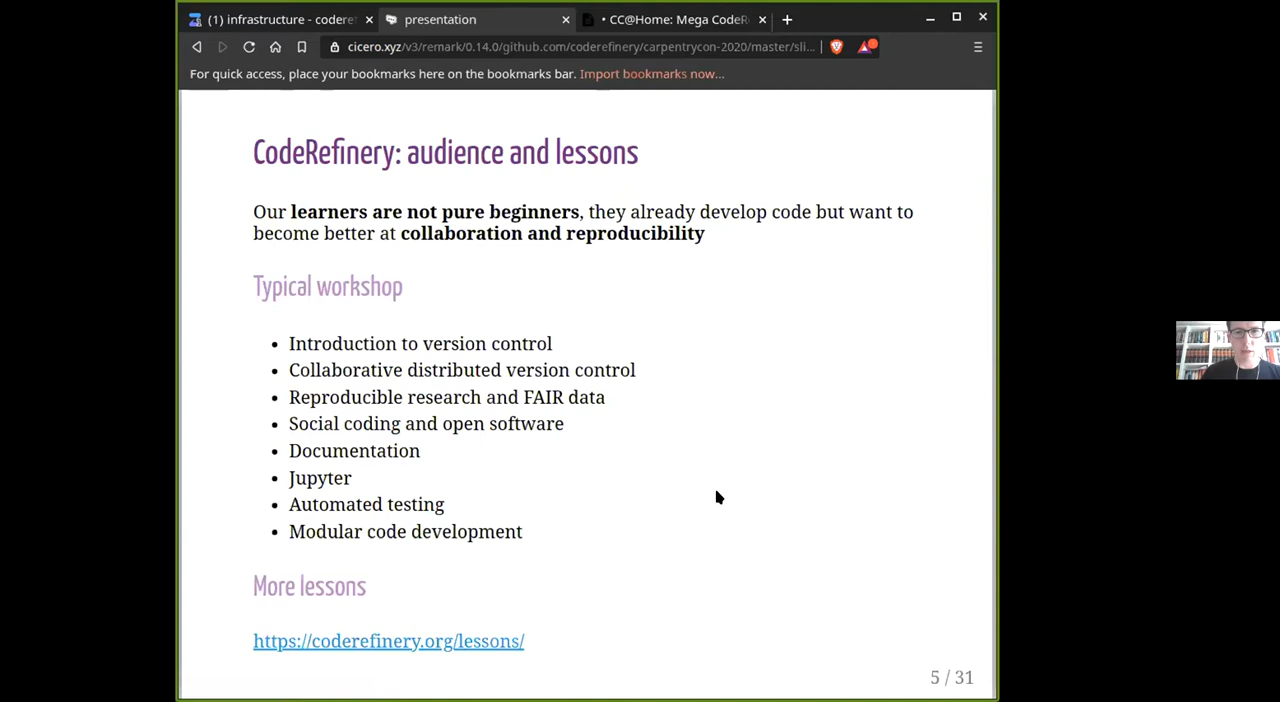 (1) infrastructure - coderef
presentation
• CC@Home: Mega CodeR
cicero.xyz/v3/remark/0.14.0/github.com/coderefinery/carpentrycon-2020/master/sli...
For quick access, place your bookmarks here on the bookmarks bar. Import bookmarks now...
CodeRefinery: audience and lessons
Our learners are not pure beginners, they already develop code but want to
become better at collaboration and reproducibility
Typical workshop
• Introduction to version control
• Collaborative distributed version control
• Reproducible research and FAIR data
• Social coding and open software
• Documentation
• Jupyter
• Automated testing
• Modular code development
More lessons
https://coderefinery.org/lessons/
5 / 31